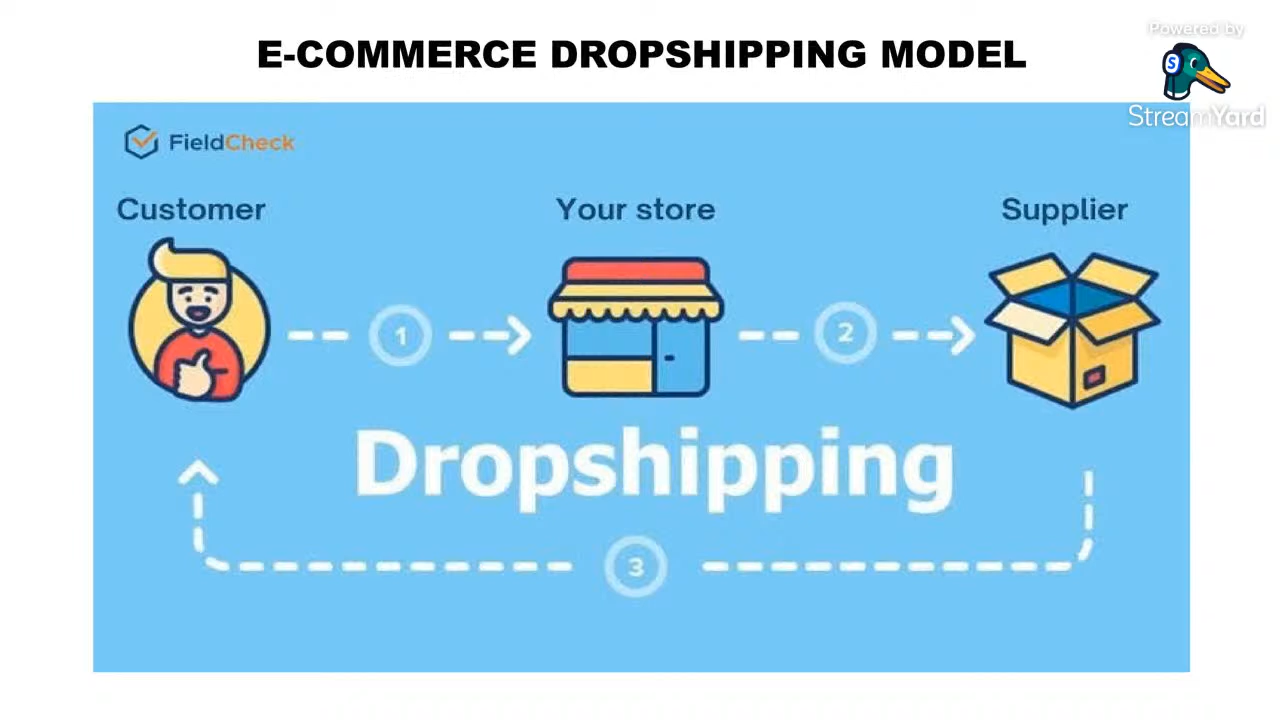 E-COMMERCE DROPSHIPPING MODEL
Powered by
S
StreamYard
FieldCheck
Customer
Your store
Supplier
1
2
Dropshipping
3